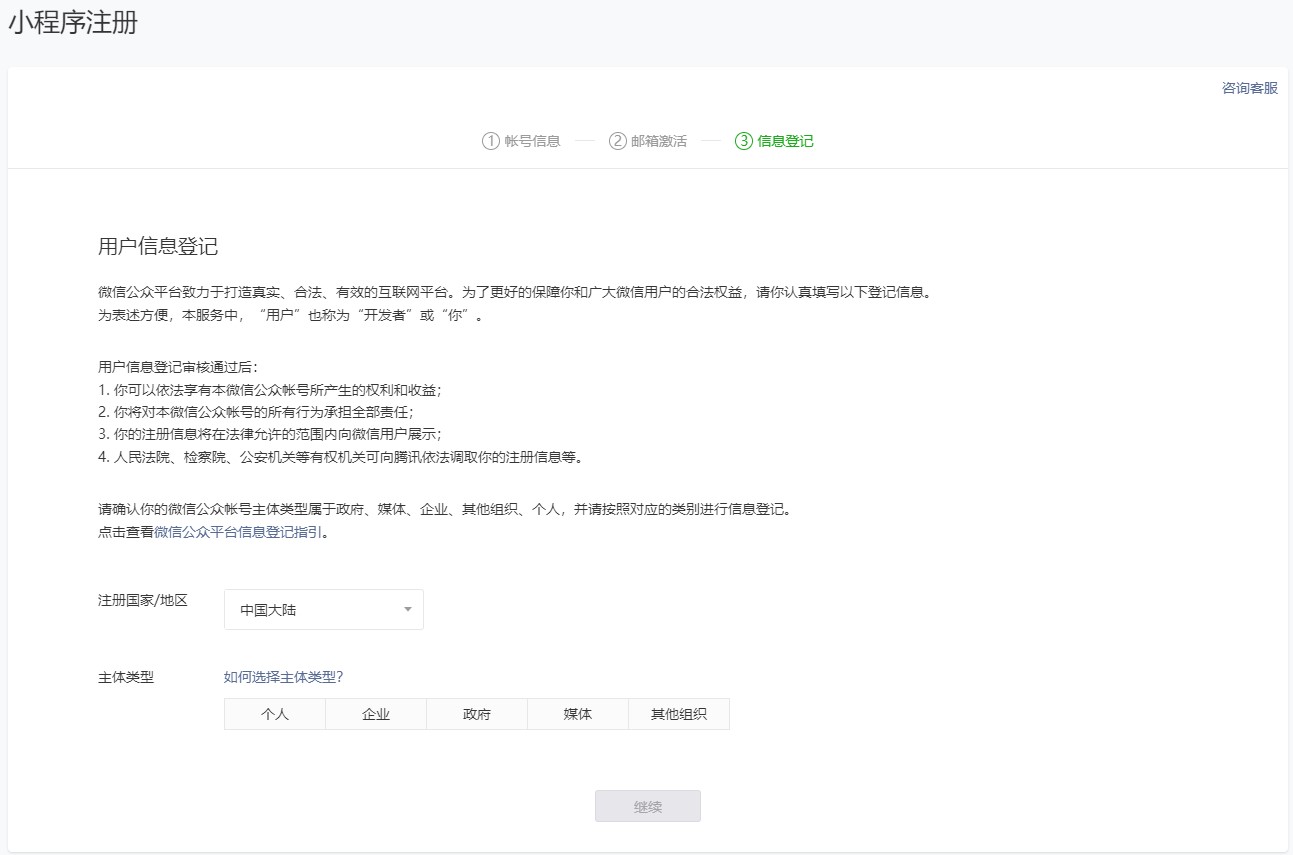 小程序注册
咨询客服
1 帐号信息 2 邮箱激活 3 信息登记
用户信息登记
微信公众平台致力于打造真实、合法、有效的互联网平台。为了更好的保障你和广大微信用户的合法权益，请你认真填写以下登记信息。
为表述方便，本服务中，“用户”也称为“开发者”或“你”。
用户信息登记审核通过后：
1. 你可以依法享有本微信公众帐号所产生的权利和收益；
2. 你将对本微信公众帐号的所有行为承担全部责任；
3. 你的注册信息将在法律允许的范围内向微信用户展示；
4. 人民法院、检察院、公安机关等有权机关可向腾讯依法调取你的注册信息等。
请确认你的微信公众帐号主体类型属于政府、媒体、企业、其他组织、个人，并请按照对应的类别进行信息登记。
点击查看微信公众平台信息登记指引。
注册国家/地区 中国大陆
主体类型 如何选择主体类型？
个人 企业 政府 媒体 其他组织
继续